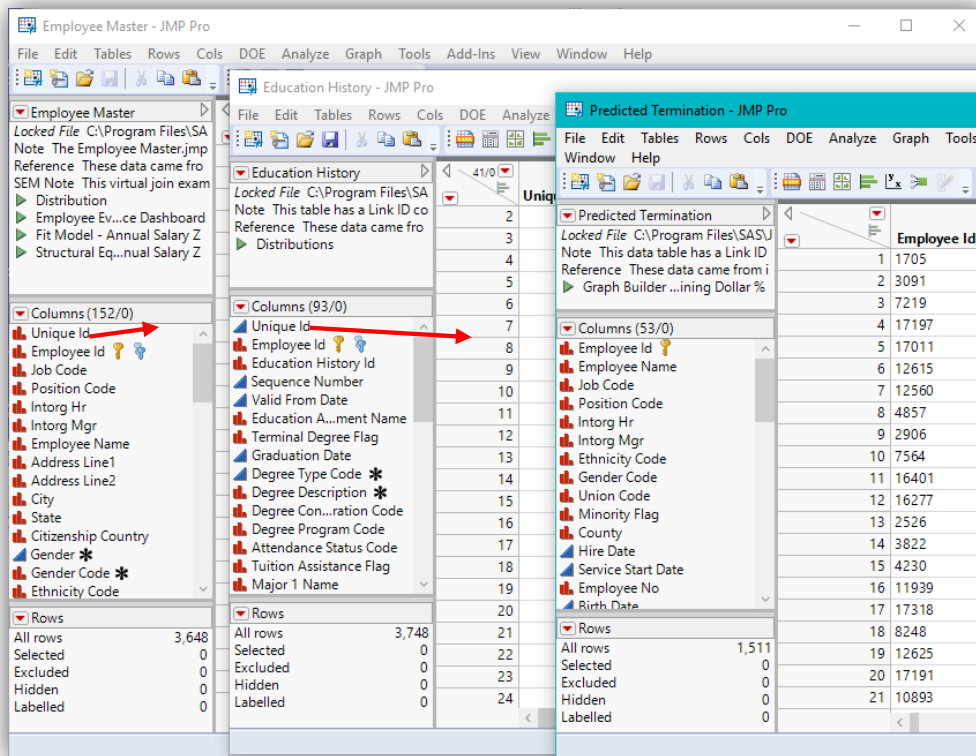 Employee Master - JMP Pro
File Edit Tables Rows Cols DOE Analyze Graph Tools Add-Ins View Window Help
Employee Master
Locked File C:\Program Files\SA
Note The Employee Master.jmp
Reference These data came fro
SEM Note This virtual join exam
Distribution
Employee Ev...ce Dashboard
Fit Model - Annual Salary Z
Structural Eq...nual Salary Z
Columns (152/0)
Unique Id
Employee Id
Job Code
Position Code
Intorg Hr
Intorg Mgr
Employee Name
Address Line1
Address Line2
City
State
Citizenship Country
Gender *
Gender Code *
Ethnicity Code
Rows
All rows 3,648
Selected 0
Excluded 0
Hidden 0
Labelled 0
Education History - JMP Pro
File Edit Tables Rows Cols DOE Analyze
Education History
Locked File C:\Program Files\SA
Note This table has a Link ID co
Reference These data came fro
Distributions
Columns (93/0)
Unique Id
Employee Id
Education History Id
Sequence Number
Valid From Date
Education A...ment Name
Terminal Degree Flag
Graduation Date
Degree Type Code *
Degree Description *
Degree Con...ration Code
Degree Program Code
Attendance Status Code
Tuition Assistance Flag
Major 1 Name
Rows
All rows 3,748
Selected 0
Excluded 0
Hidden 0
Labelled 0
41/0
Uniqu
2
3
4
5
6
7
8
9
10
11
12
13
14
15
16
17
18
19
20
21
22
23
24
Predicted Termination - JMP Pro
File Edit Tables Rows Cols DOE Analyze Graph Tools
Window Help
Predicted Termination
Locked File C:\Program Files\SAS\J
Note This data table has a Link ID
Reference These data came from i
Graph Builder ...ining Dollar %
Columns (53/0)
Employee Id
Employee Name
Job Code
Position Code
Intorg Hr
Intorg Mgr
Ethnicity Code
Gender Code
Union Code
Minority Flag
County
Hire Date
Service Start Date
Employee No
Birth Date
Rows
All rows 1,511
Selected 0
Excluded 0
Hidden 0
Labelled 0
Employee Id
1 1705
2 3091
3 7219
4 17197
5 17011
6 12615
7 12560
8 4857
9 2906
10 7564
11 16401
12 16277
13 2526
14 3822
15 4230
16 11939
17 17318
18 8248
19 12625
20 17191
21 10893